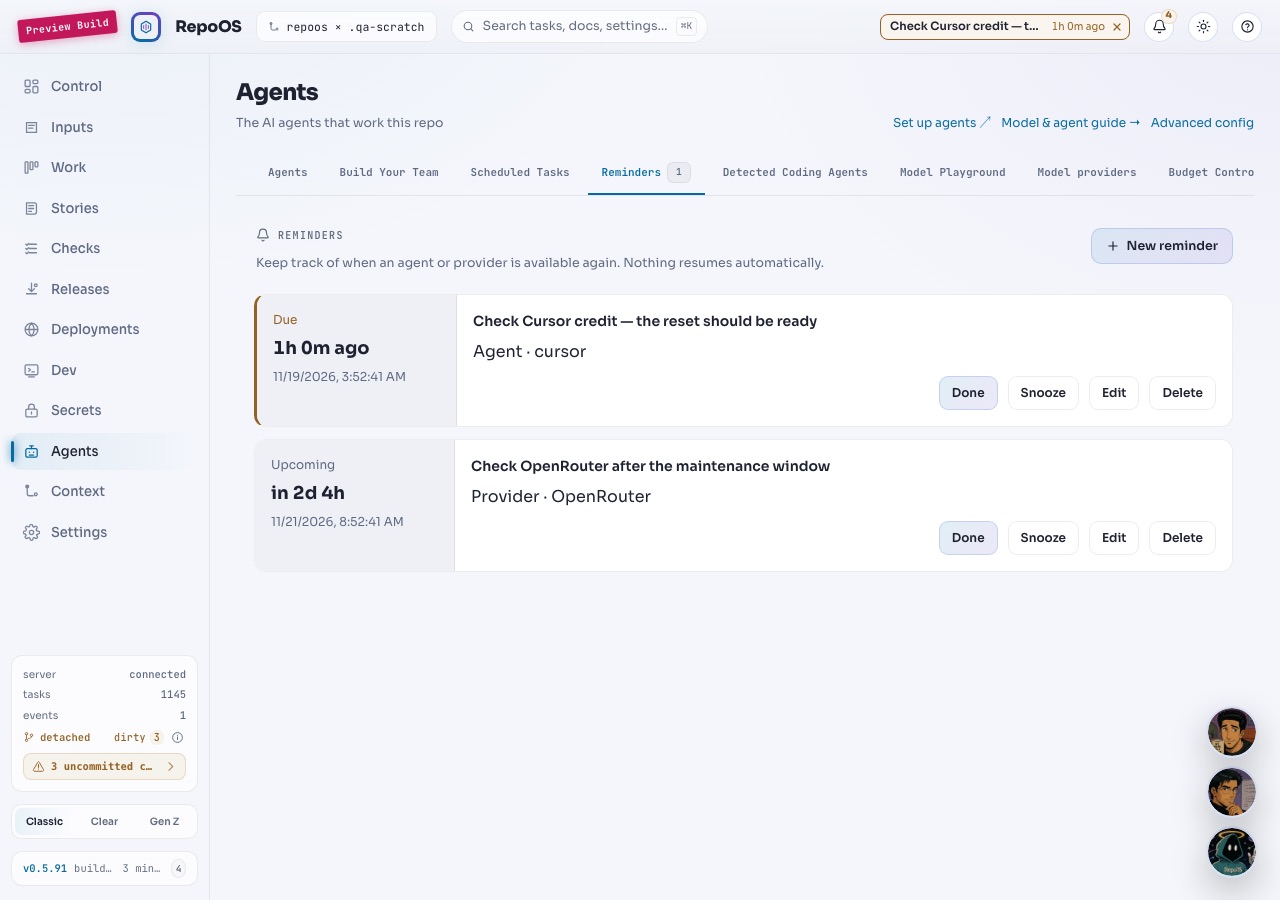 Preview Build
RepoOS
repoos × .qa-scratch
Search tasks, docs, settings...
⌘K
Check Cursor credit — t... 1h 0m ago
4
Control
Inputs
Work
Stories
Checks
Releases
Deployments
Dev
Secrets
Agents
Context
Settings
server connected
tasks 1145
events 1
detached dirty 3
3 uncommitted c…
Classic Clear Gen Z
v0.5.91 build… 3 min… 4
Agents
The AI agents that work this repo
Set up agents ↗ Model & agent guide → Advanced config
Agents Build Your Team Scheduled Tasks Reminders 1 Detected Coding Agents Model Playground Model providers Budget Contro
REMINDERS
Keep track of when an agent or provider is available again. Nothing resumes automatically.
+ New reminder
Due
1h 0m ago
11/19/2026, 3:52:41 AM
Check Cursor credit — the reset should be ready
Agent · cursor
Done Snooze Edit Delete
Upcoming
in 2d 4h
11/21/2026, 8:52:41 AM
Check OpenRouter after the maintenance window
Provider · OpenRouter
Done Snooze Edit Delete
RepoOS